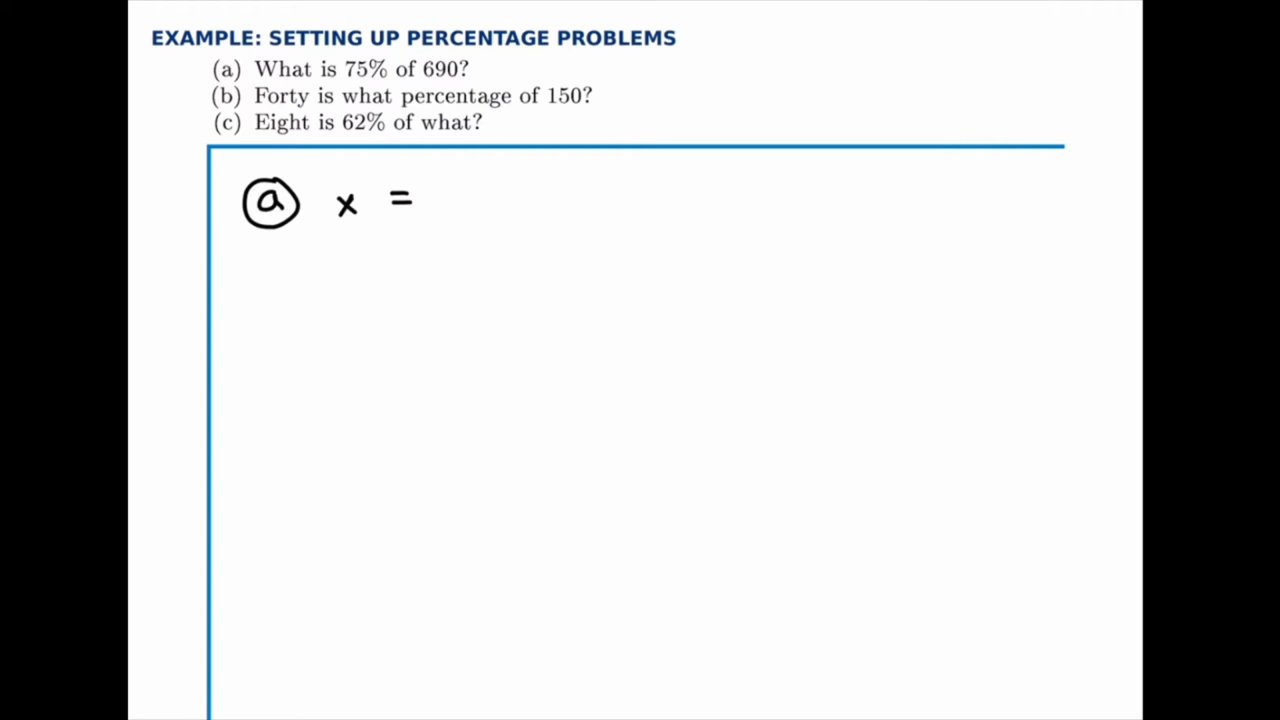 EXAMPLE: SETTING UP PERCENTAGE PROBLEMS
(a) What is 75% of 690?
(b) Forty is what percentage of 150?
(c) Eight is 62% of what?
ⓐ x =